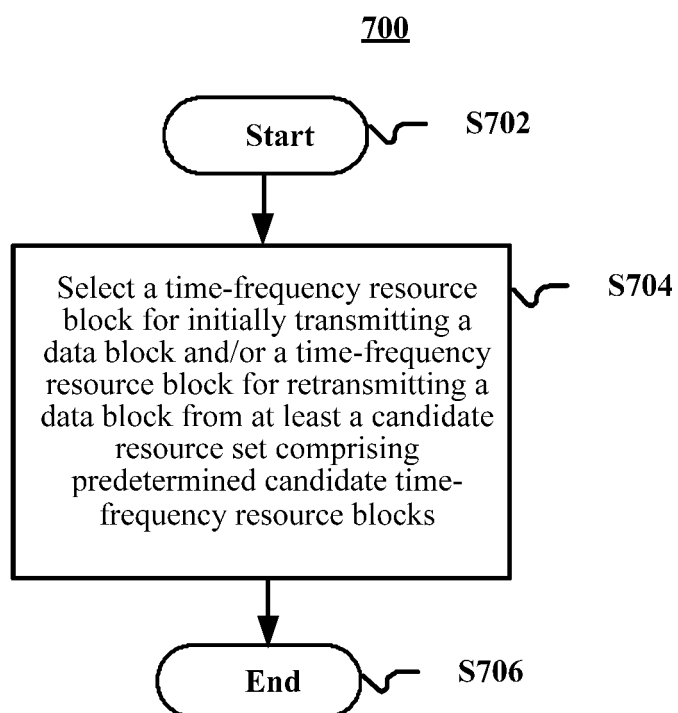 700
Start
S702
Select a time-frequency resource
block for initially transmitting a
data block and/or a time-frequency
resource block for retransmitting a
data block from at least a candidate
resource set comprising
predetermined candidate time-
frequency resource blocks
S704
End
S706